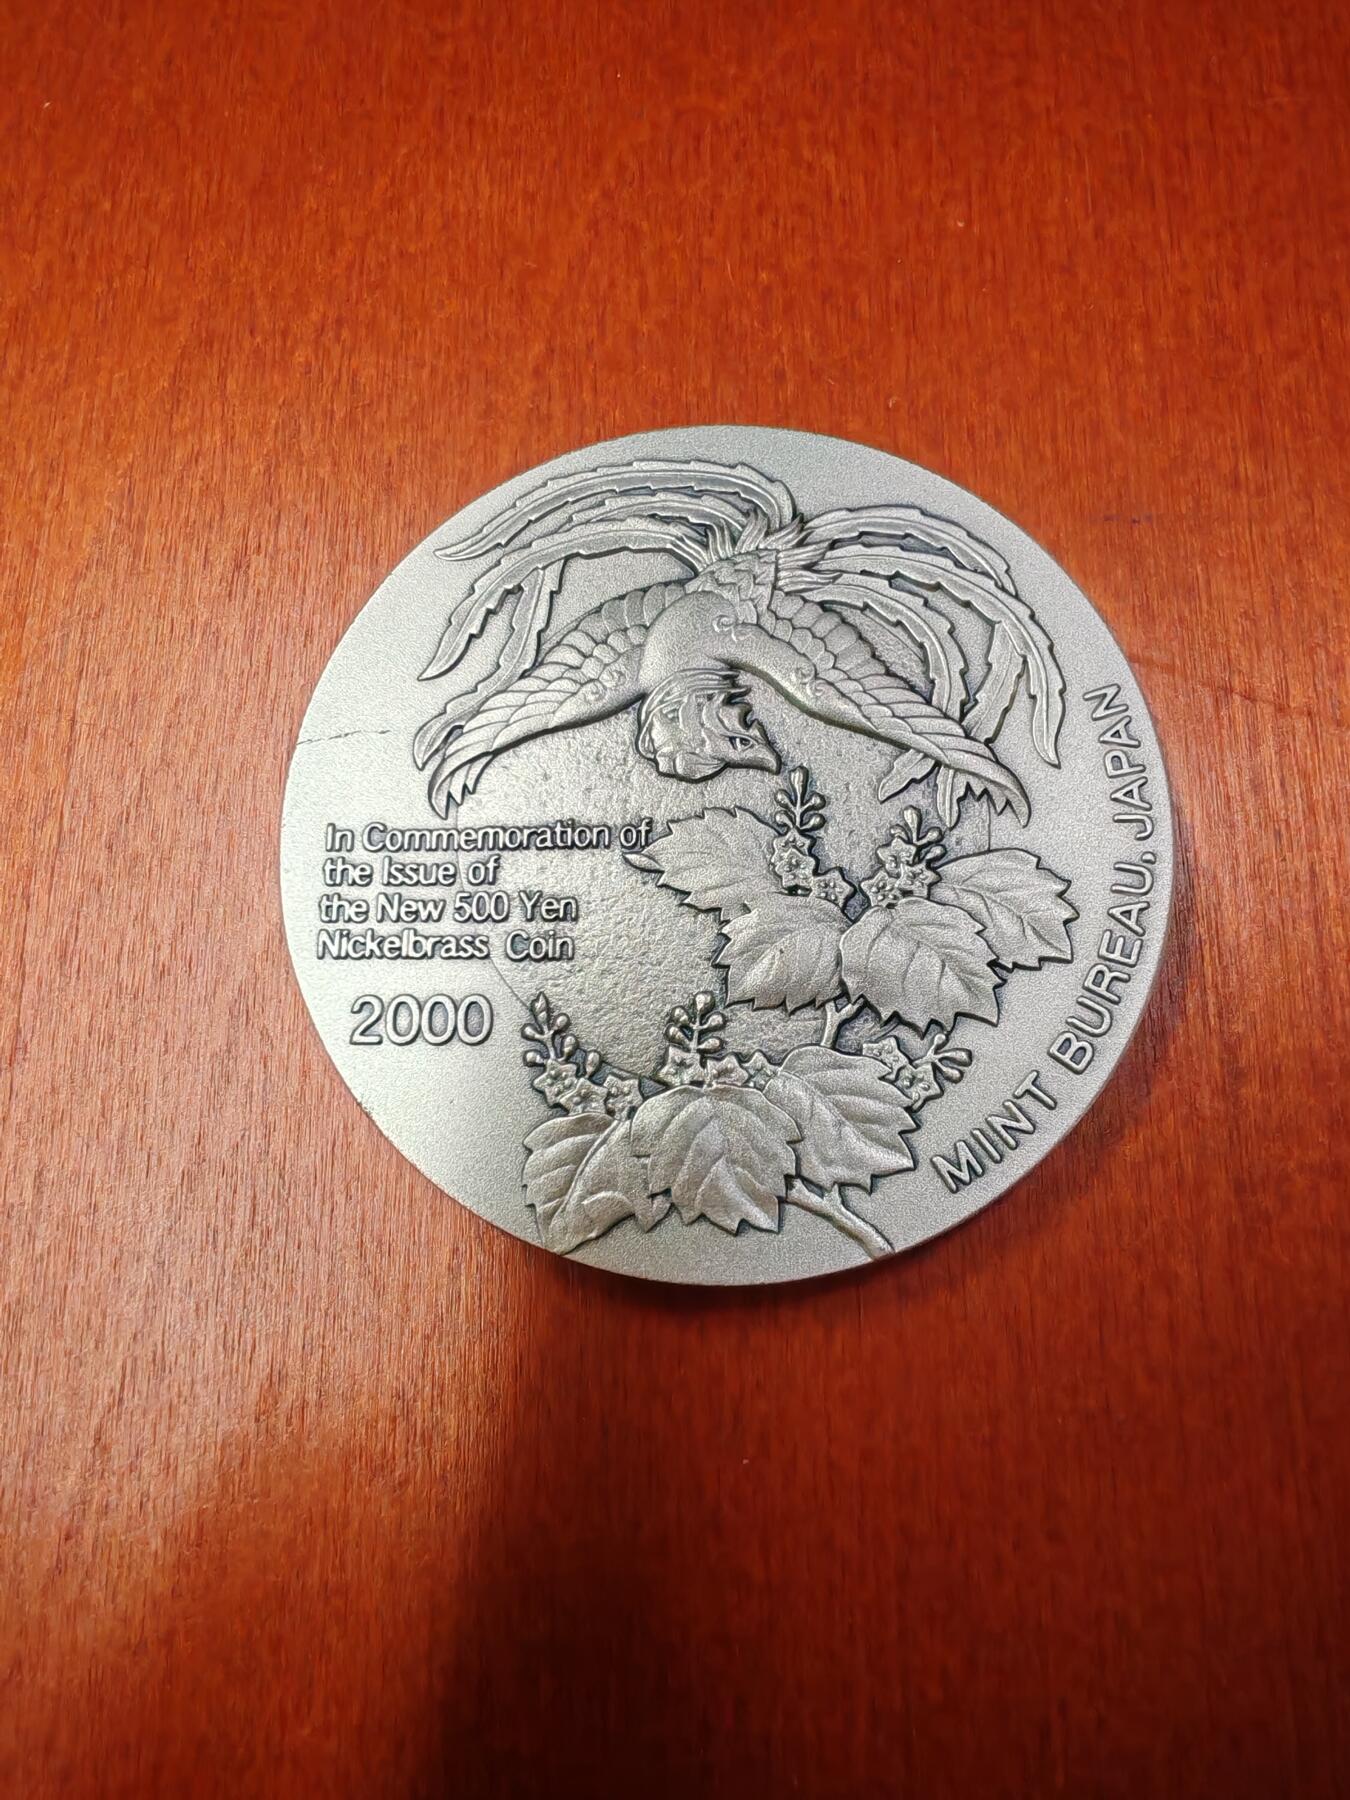 In Commemoration of
the Issue of
the New 500 Yen
Nickelbrass Coin
2000
MINT BUREAU, JAPAN